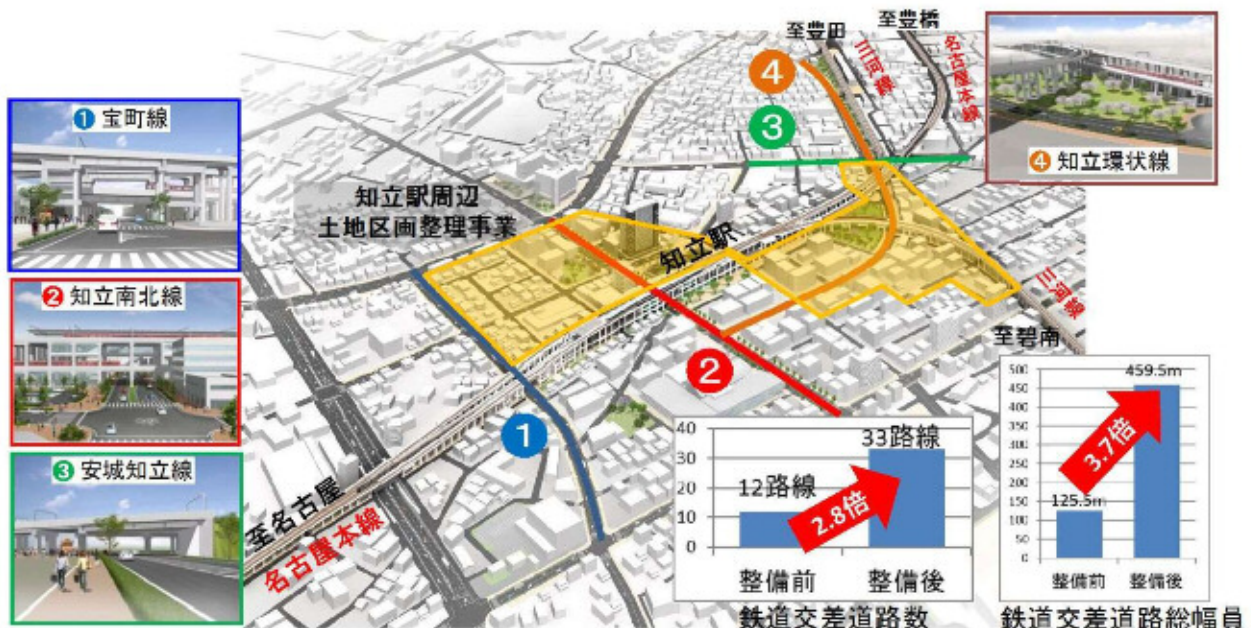 至豊田
至豊橋
三河線
名古屋本線
④
④ 知立環状線
③
① 宝町線
知立駅周辺
土地区画整理事業
知立駅
② 知立南北線
三河線
至碧南
②
①
③ 安城知立線
至名古屋
名古屋本線
40
30
20
10
0
12路線
33路線
2.8倍
整備前
整備後
鉄道交差道路数
500
450
400
350
300
250
200
150
100
50
0
125.5m
459.5m
3.7倍
整備前
整備後
鉄道交差道路総幅員